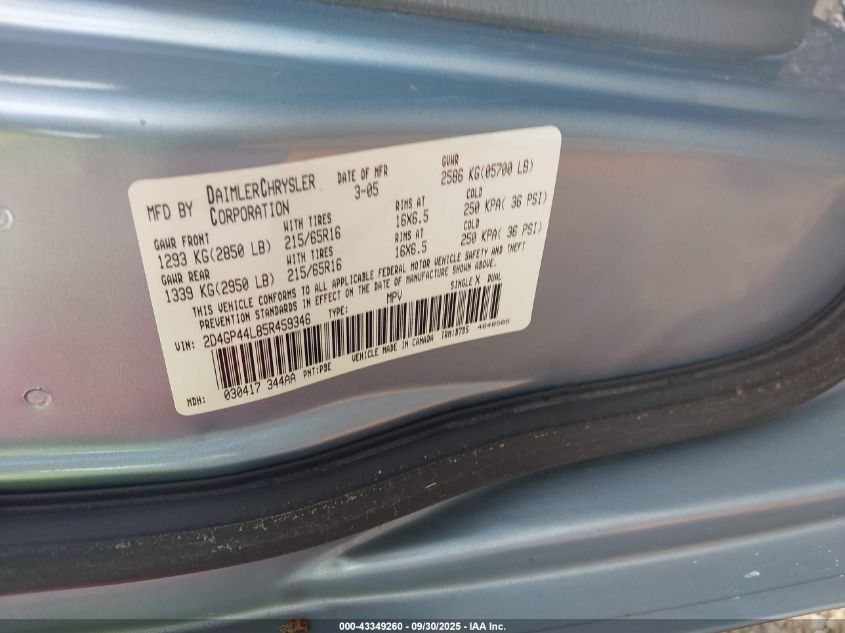 MFD BY DAIMLERCHRYSLER CORPORATION
DATE OF MFR 3-05
GVWR 2586 KG(05700 LB)
GAWR FRONT 1293 KG(2850 LB)
WITH TIRES 215/65R16
RIMS AT 16X6.5
COLD 250 KPA( 36 PSI)
GAWR REAR 1339 KG(2950 LB)
WITH TIRES 215/65R16
RIMS AT 16X6.5
COLD 250 KPA( 36 PSI)
THIS VEHICLE CONFORMS TO ALL APPLICABLE FEDERAL MOTOR VEHICLE SAFETY AND THEFT
PREVENTION STANDARDS IN EFFECT ON THE DATE OF MANUFACTURE SHOWN ABOVE.
VIN: 2D4GP44L85R459346 TYPE: MPV SINGLE X DUAL
MDH: 030417 344AA PNT:PBE VEHICLE MADE IN CANADA
000-43349260 - 09/30/2025 - IAA Inc.